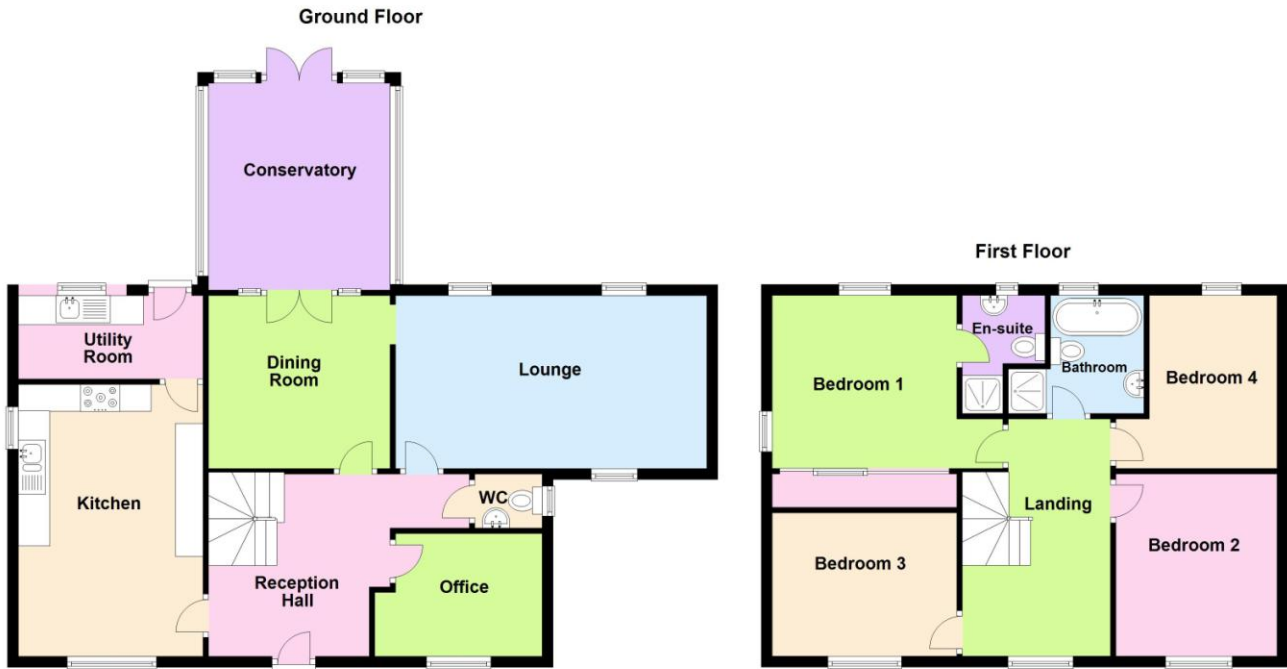 Ground Floor
Conservatory
Utility
Room
Dining
Room
Lounge
Kitchen
WC
Reception
Hall
Office
First Floor
En-suite
Bathroom
Bedroom 1
Bedroom 4
Landing
Bedroom 3
Bedroom 2